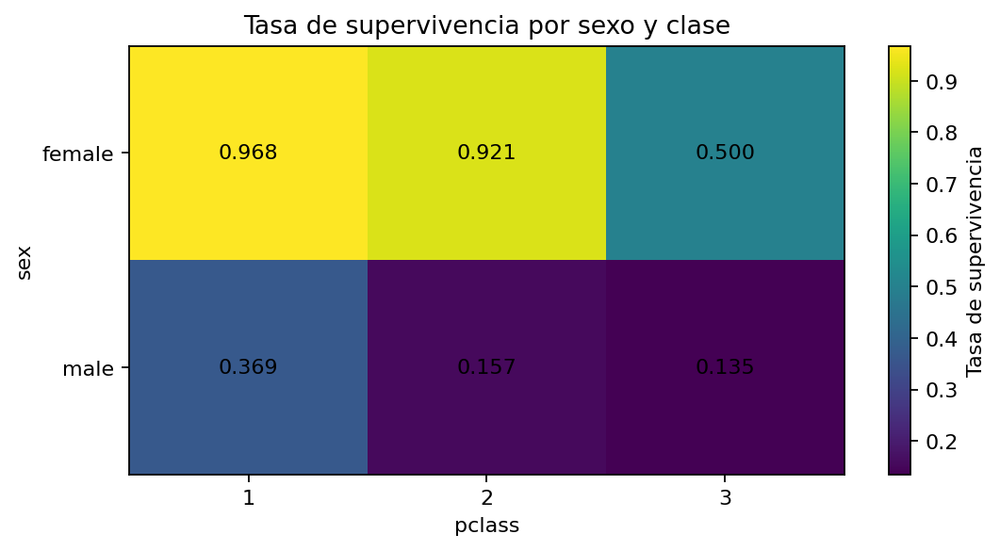 Tasa de supervivencia por sexo y clase
female
0.968
0.921
0.500
male
0.369
0.157
0.135
sex
1
2
3
pclass
0.9
0.8
0.7
0.6
0.5
0.4
0.3
0.2
Tasa de supervivencia